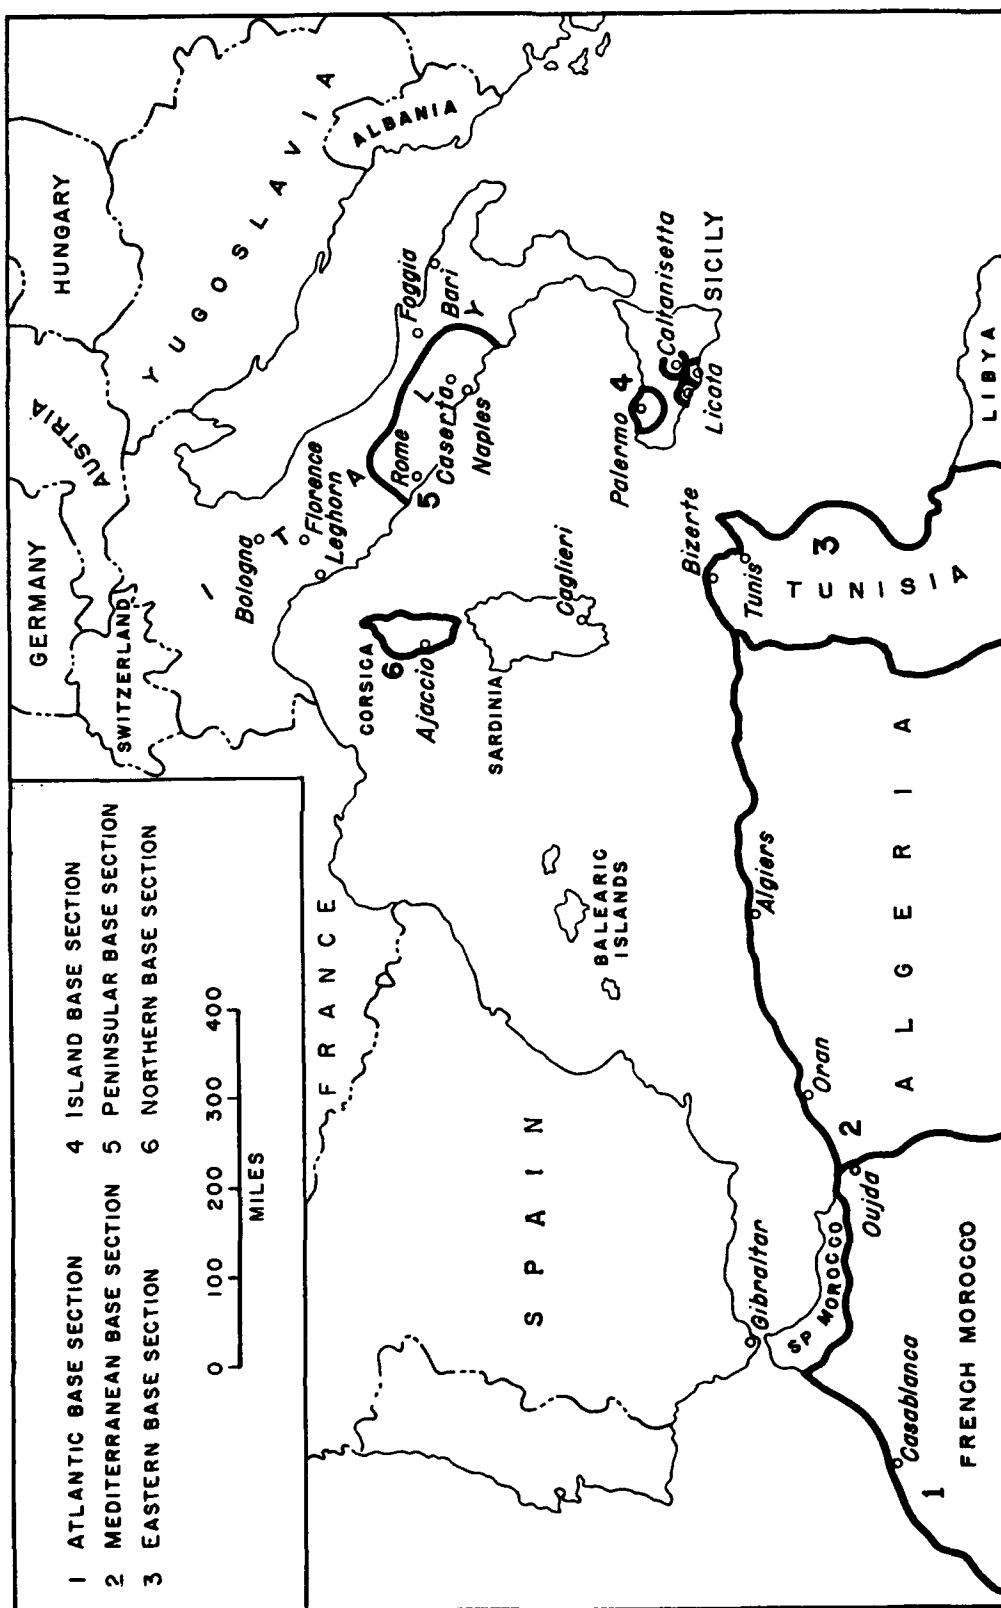 1 ATLANTIC BASE SECTION
2 MEDITERRANEAN BASE SECTION
3 EASTERN BASE SECTION
4 ISLAND BASE SECTION
5 PENINSULAR BASE SECTION
6 NORTHERN BASE SECTION
0 100 200 300 400
MILES
GERMANY
AUSTRIA
HUNGARY
SWITZERLAND
YUGOSLAVIA
ALBANIA
FRANCE
ITALY
Bologna
Florence
Leghorn
Rome
5
Caserta
Naples
Foggia
Bari
CORSICA
6
Ajaccio
SARDINIA
Caglieri
SPAIN
BALEARIC
ISLANDS
Palermo
4
Caltanisetta
Licata
SICILY
Gibraltar
SP MOROCCO
Casablanca
1
FRENCH MOROCCO
Oujda
2
Oran
Algiers
ALGERIA
Bizerte
Tunis
3
TUNISIA
LIBYA